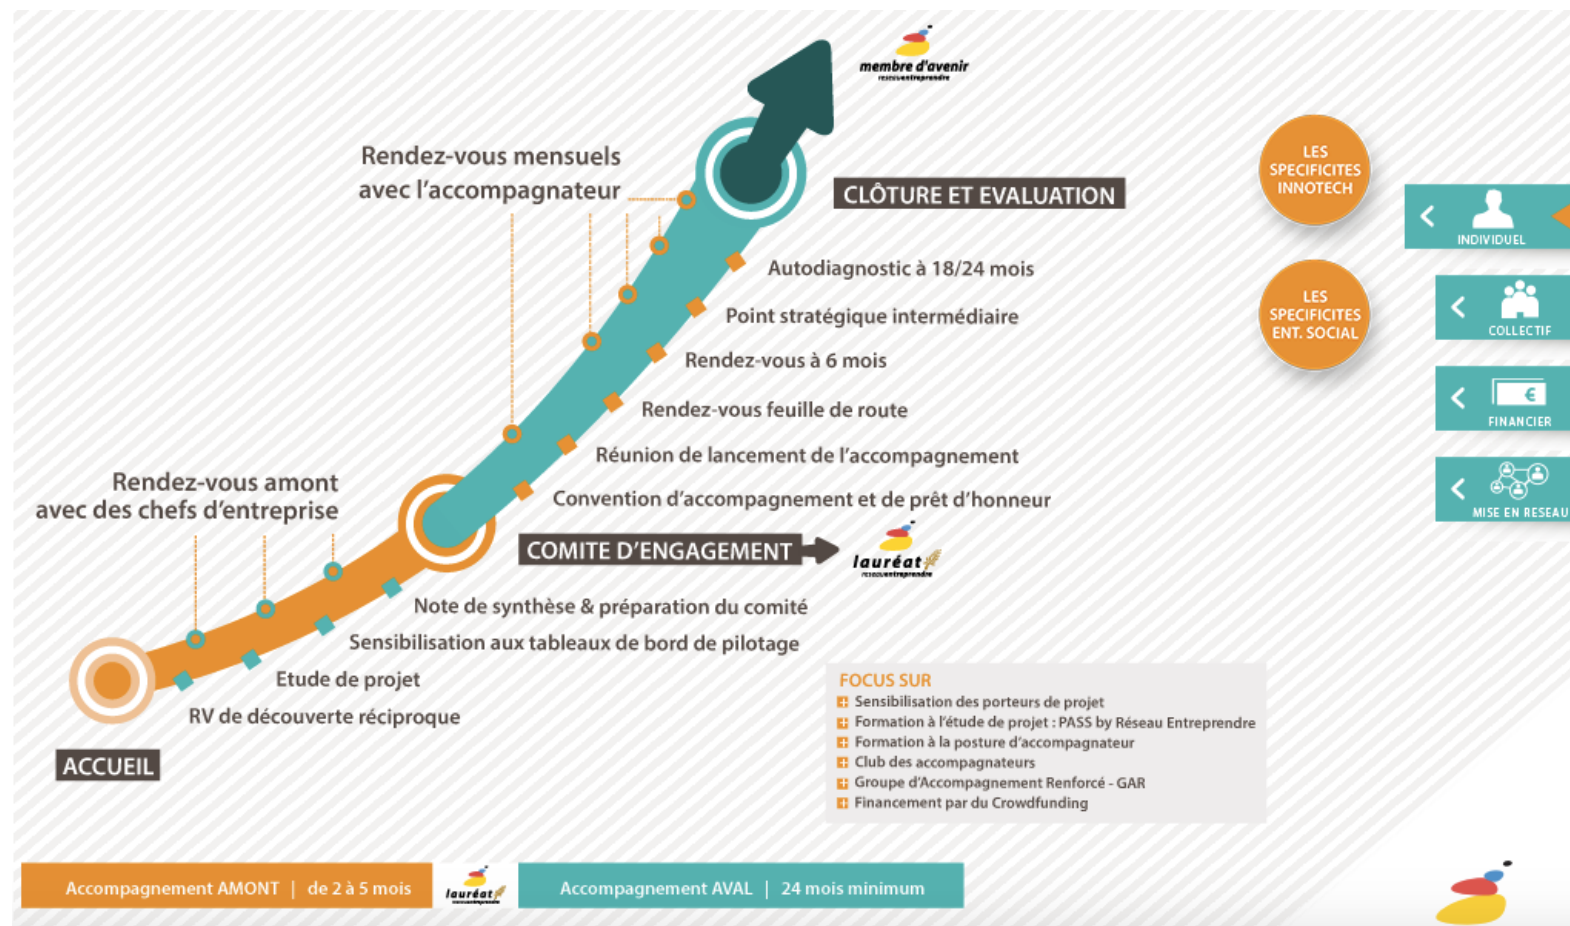 membre d'avenir
reseauentreprendre
Rendez-vous mensuels
avec l'accompagnateur
CLÔTURE ET EVALUATION
LES
SPECIFICITES
INNOTECH
INDIVIDUEL
Autodiagnostic à 18/24 mois
Point stratégique intermédiaire
LES
SPECIFICITES
ENT. SOCIAL
COLLECTIF
Rendez-vous à 6 mois
Rendez-vous feuille de route
€
FINANCIER
Réunion de lancement de l'accompagnement
Rendez-vous amont
avec des chefs d'entreprise
Convention d'accompagnement et de prêt d'honneur
MISE EN RESEAU
COMITE D'ENGAGEMENT
lauréat
reseauentreprendre
Note de synthèse & préparation du comité
Sensibilisation aux tableaux de bord de pilotage
Etude de projet
RV de découverte réciproque
ACCUEIL
FOCUS SUR
Sensibilisation des porteurs de projet
Formation à l'étude de projet : PASS by Réseau Entreprendre
Formation à la posture d'accompagnateur
Club des accompagnateurs
Groupe d'Accompagnement Renforcé - GAR
Financement par du Crowdfunding
Accompagnement AMONT | de 2 à 5 mois
lauréat
reseauentreprendre
Accompagnement AVAL | 24 mois minimum